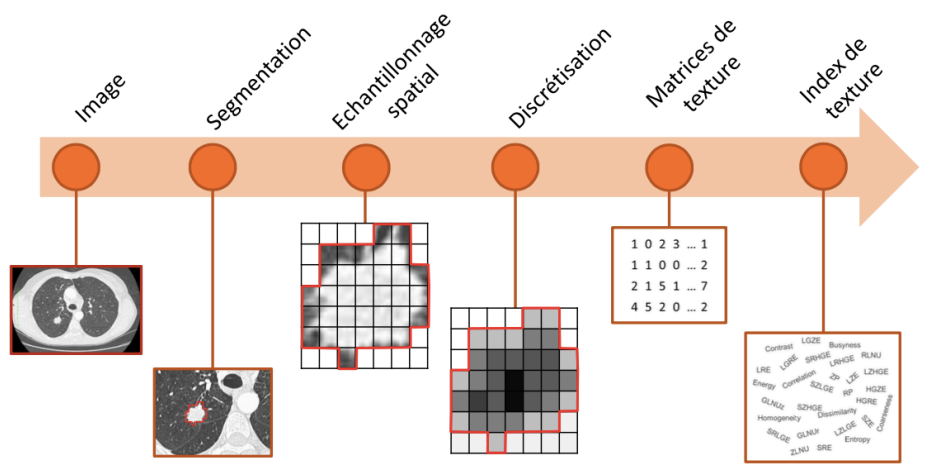 Image
Segmentation
Echantillonnage
spatial
Discrétisation
Matrices de
texture
Index de
texture
1 0 2 3 ... 1
1 1 0 0 ... 2
2 1 5 1 ... 7
4 5 2 0 ... 2
Contrast LGZE Busyness
LGRE SRHGE LRHGE RLNU
LRE ZP LZE LZHGE
Energy Correlation SZLGE RP HGZE
GLNUz SZHGE HGRE
Homogeneity Dissimilarity SZE Coarseness
SRLGE GLNUr LZLGE
Entropy
ZLNU SRE